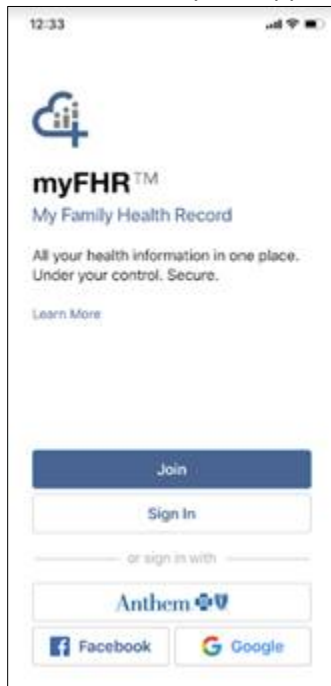 12:33
myFHR™
My Family Health Record
All your health information in one place.
Under your control. Secure.
Learn More
Join
Sign In
or sign in with
Anthem
Facebook
Google